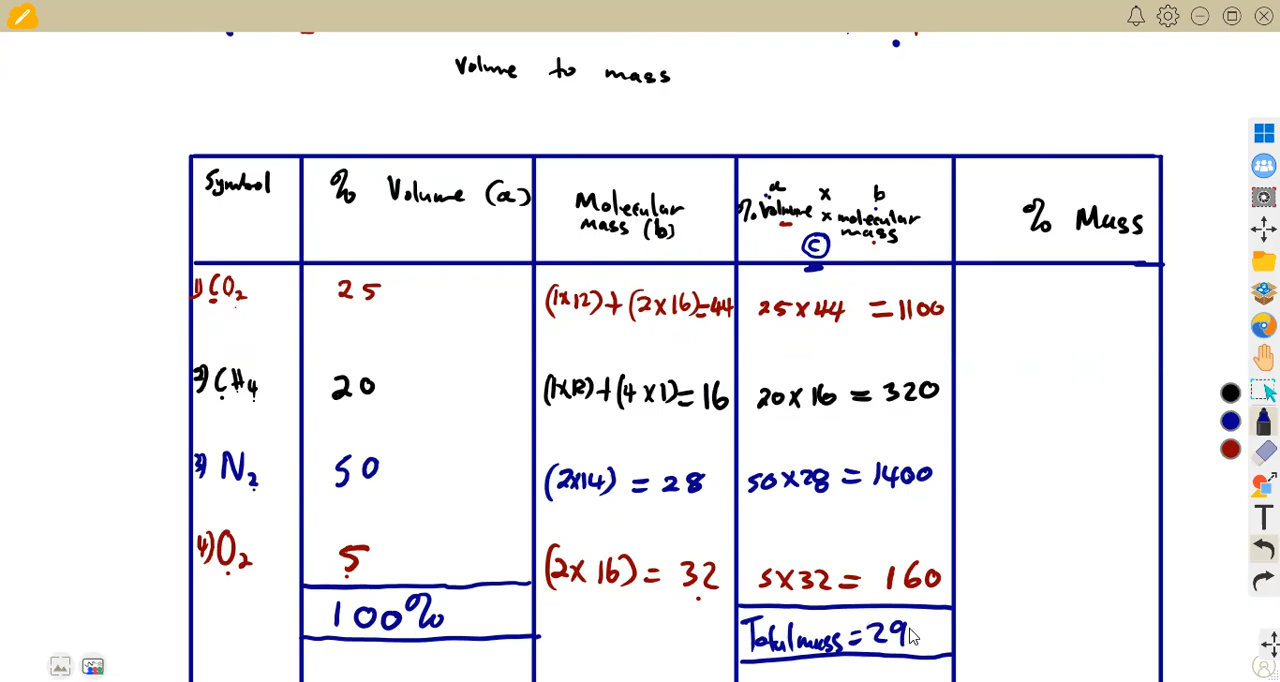 Volume to mass
Symbol
% Volume (a)
Molecular
mass (b)
a x b
%. Volume x molecular
mass
C
% Mass
1) CO2
25
(1x12) + (2x16) = 44
25 x 44 = 1100
2) CH4
20
(1x12) + (4x1) = 16
20 x 16 = 320
3) N2
50
(2x14) = 28
50 x 28 = 1400
4) O2
5
(2x16) = 32
5 x 32 = 160
100%
Total mass = 29